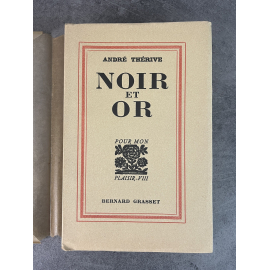 ANDRÉ THÉRIVE
NOIR
ET
OR
POUR MON
PLAISIR.VIII
BERNARD GRASSET